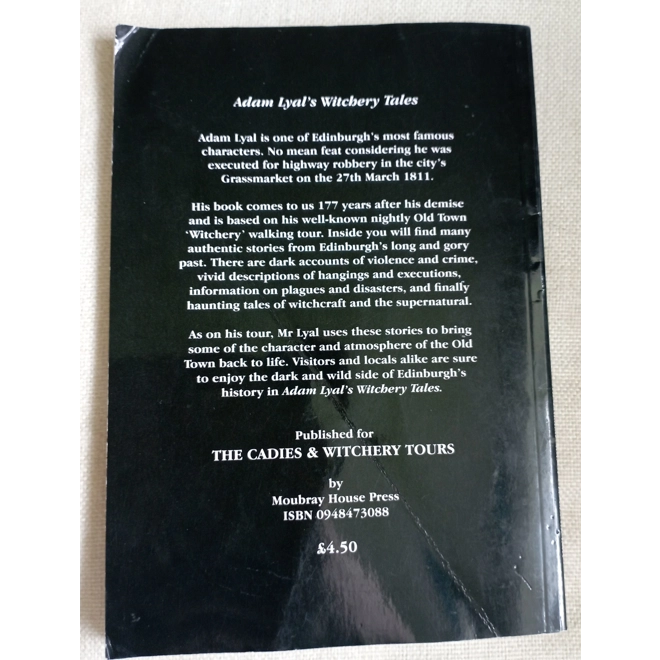 Adam Lyal's Witchery Tales
Adam Lyal is one of Edinburgh's most famous
characters. No mean feat considering he was
executed for highway robbery in the city's
Grassmarket on the 27th March 1811.
His book comes to us 177 years after his demise
and is based on his well-known nightly Old Town
'Witchery' walking tour. Inside you will find many
authentic stories from Edinburgh's long and gory
past. There are dark accounts of violence and crime,
vivid descriptions of hangings and executions,
information on plagues and disasters, and finally
haunting tales of witchcraft and the supernatural.
As on his tour, Mr Lyal uses these stories to bring
some of the character and atmosphere of the Old
Town back to life. Visitors and locals alike are sure
to enjoy the dark and wild side of Edinburgh's
history in Adam Lyal's Witchery Tales.
Published for
THE CADIES & WITCHERY TOURS
by
Moubray House Press
ISBN 0948473088
£4.50